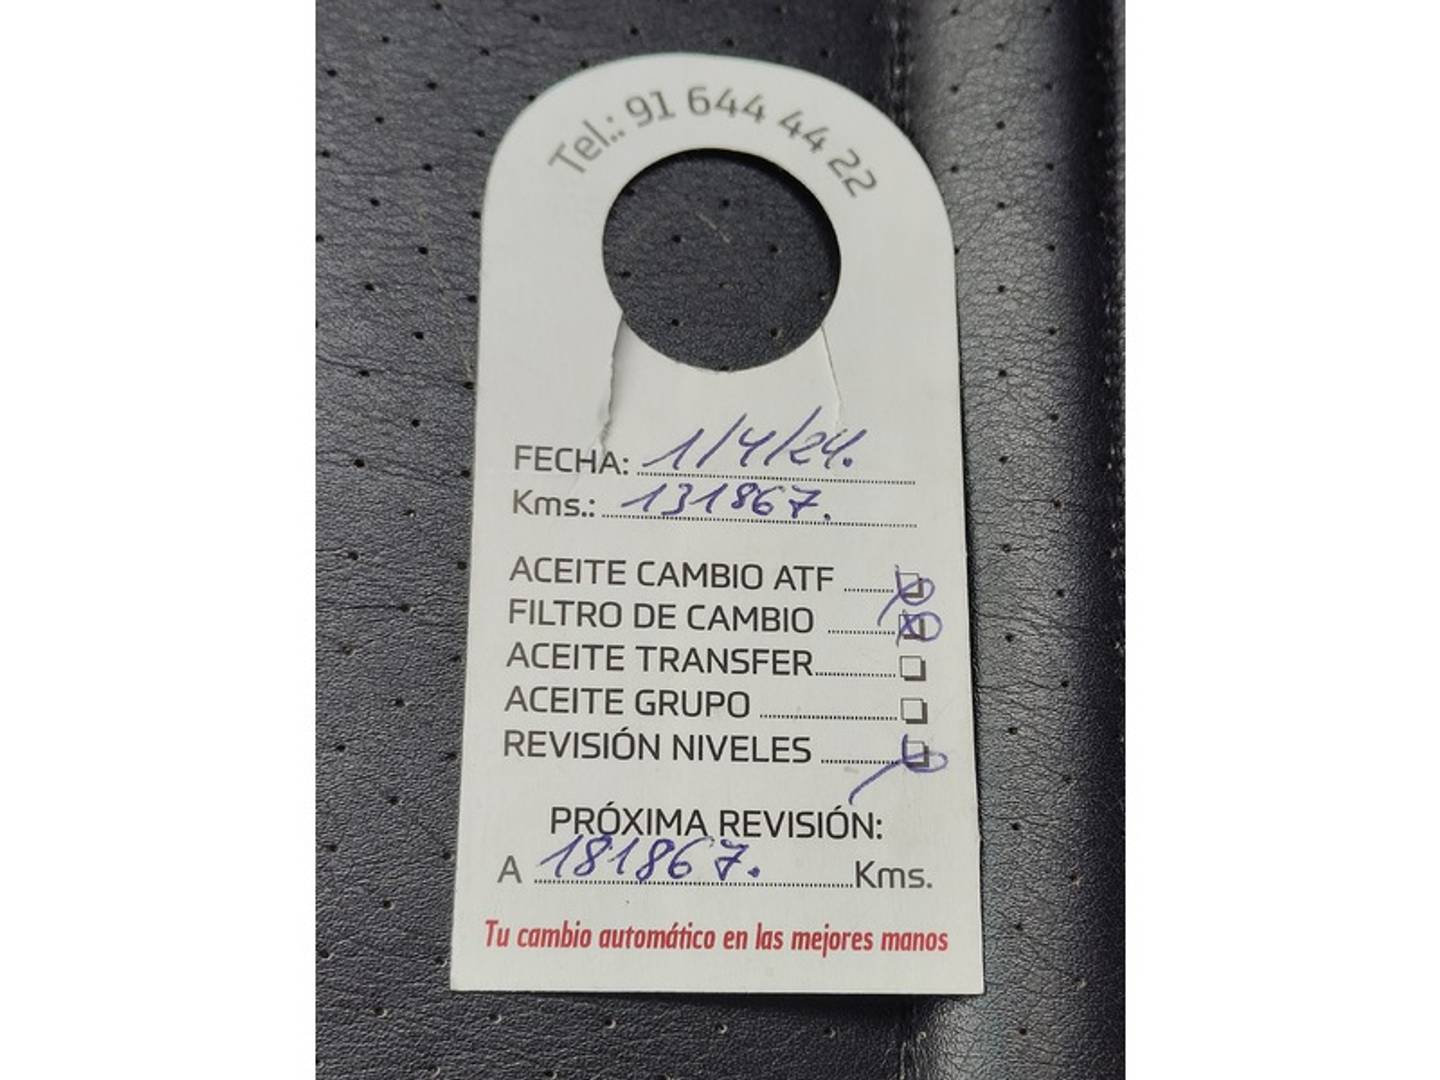 Tel.: 91 644 44 22
FECHA: 1/4/24.
Kms.: 131867.
ACEITE CAMBIO ATF
FILTRO DE CAMBIO
ACEITE TRANSFER
ACEITE GRUPO
REVISIÓN NIVELES
PRÓXIMA REVISIÓN:
A 181867. Kms.
Tu cambio automático en las mejores manos